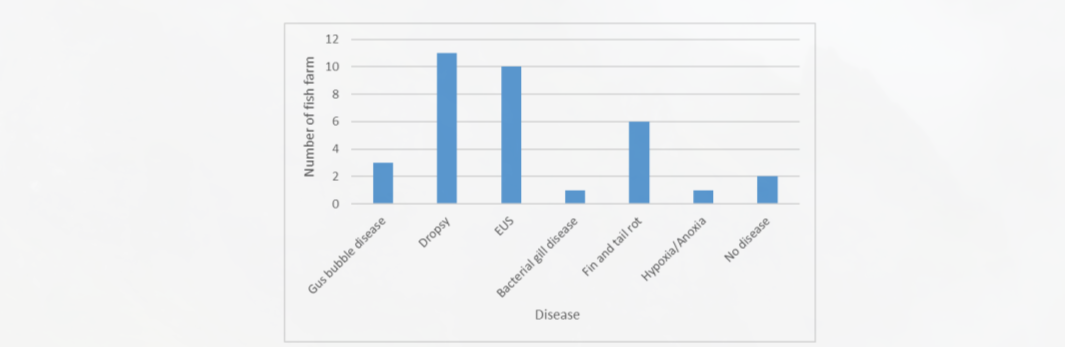 Number of fish farm
12
10
8
6
4
2
0
Gus bubble disease
Dropsy
EUS
Bacterial gill disease
Fin and tail rot
Hypoxia/Anoxia
No disease
Disease